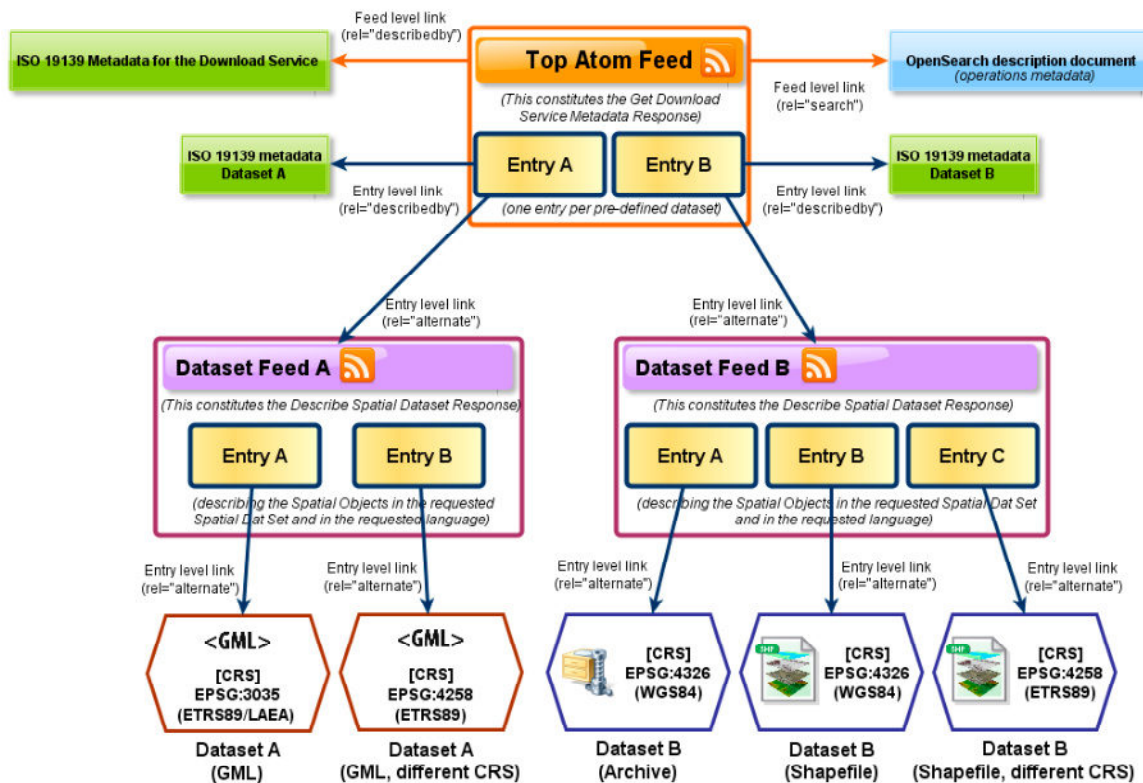 Feed level link
(rel="describedby")
ISO 19139 Metadata for the Download Service
Top Atom Feed
OpenSearch description document
(operations metadata)
Feed level link
(rel="search")
(This constitutes the Get Download
Service Metadata Response)
ISO 19139 metadata
Dataset A
Entry A
Entry B
ISO 19139 metadata
Dataset B
Entry level link
(rel="describedby")
(one entry per pre-defined dataset)
Entry level link
(rel="describedby")
Entry level link
(rel="alternate")
Entry level link
(rel="alternate")
Dataset Feed A
(This constitutes the Describe Spatial Dataset Response)
Entry A
Entry B
(describing the Spatial Objects in the requested
Spatial Dat Set and in the requested language)
Dataset Feed B
(This constitutes the Describe Spatial Dataset Response)
Entry A
Entry B
Entry C
(describing the Spatial Objects in the requested Spatial Dat Set
and in the requested language)
Entry level link
(rel="alternate")
Entry level link
(rel="alternate")
Entry level link
(rel="alternate")
Entry level link
(rel="alternate")
Entry level link
(rel="alternate")
<GML>
[CRS]
EPSG:3035
(ETRS89/LAEA)
Dataset A
(GML)
<GML>
[CRS]
EPSG:4258
(ETRS89)
Dataset A
(GML, different CRS)
[CRS]
EPSG:4326
(WGS84)
Dataset B
(Archive)
SHP
[CRS]
EPSG:4326
(WGS84)
Dataset B
(Shapefile)
SHP
[CRS]
EPSG:4258
(ETRS89)
Dataset B
(Shapefile, different CRS)